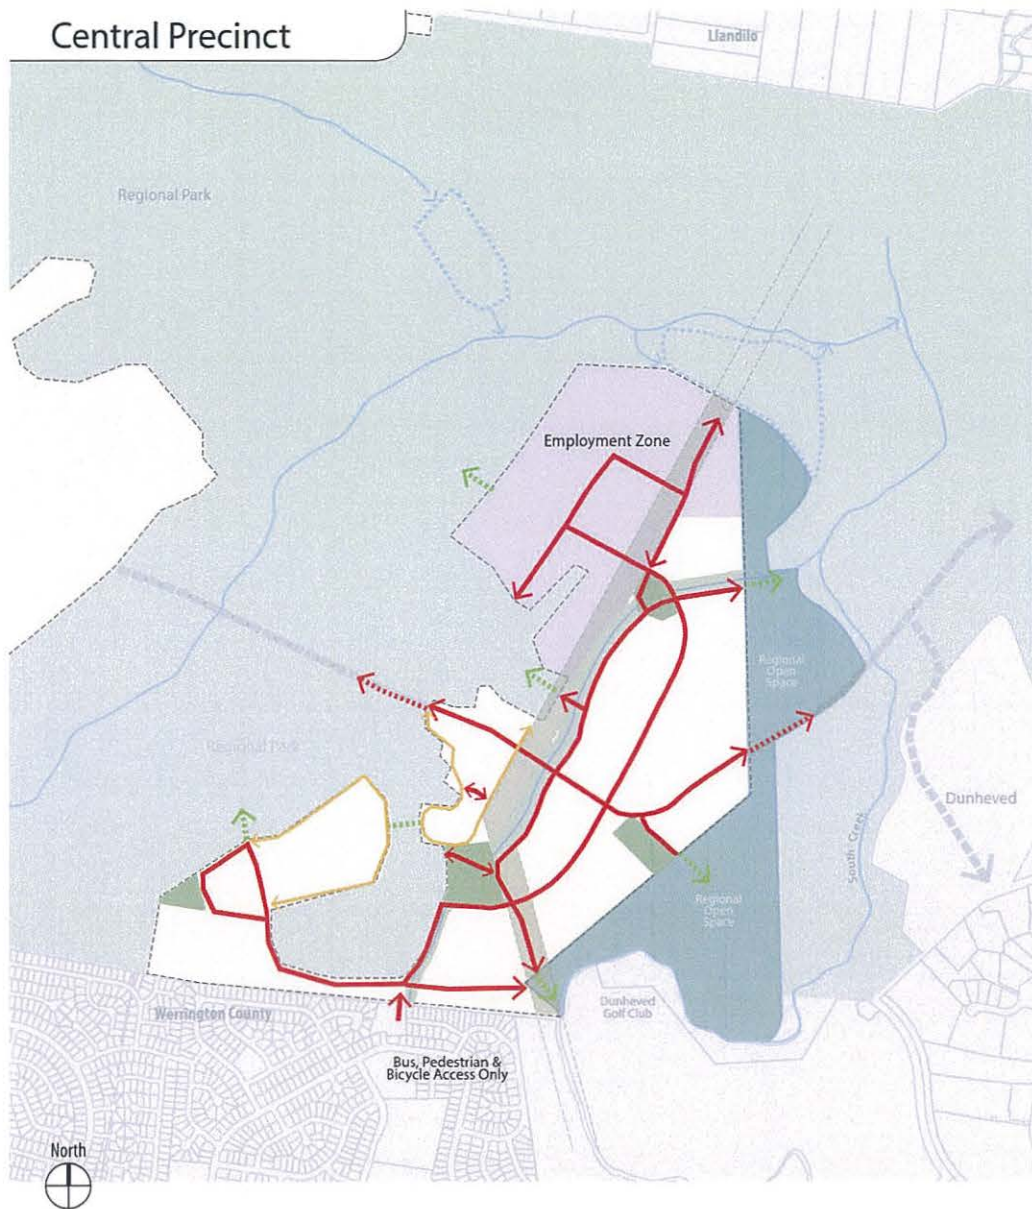 Central Precinct
Llandilo
Regional Park
Employment Zone
Regional
Open
Space
Regional Park
Dunheved
South Creek
Regional
Open
Space
Dunheved
Golf Club
Werrington County
Bus, Pedestrian &
Bicycle Access Only
North